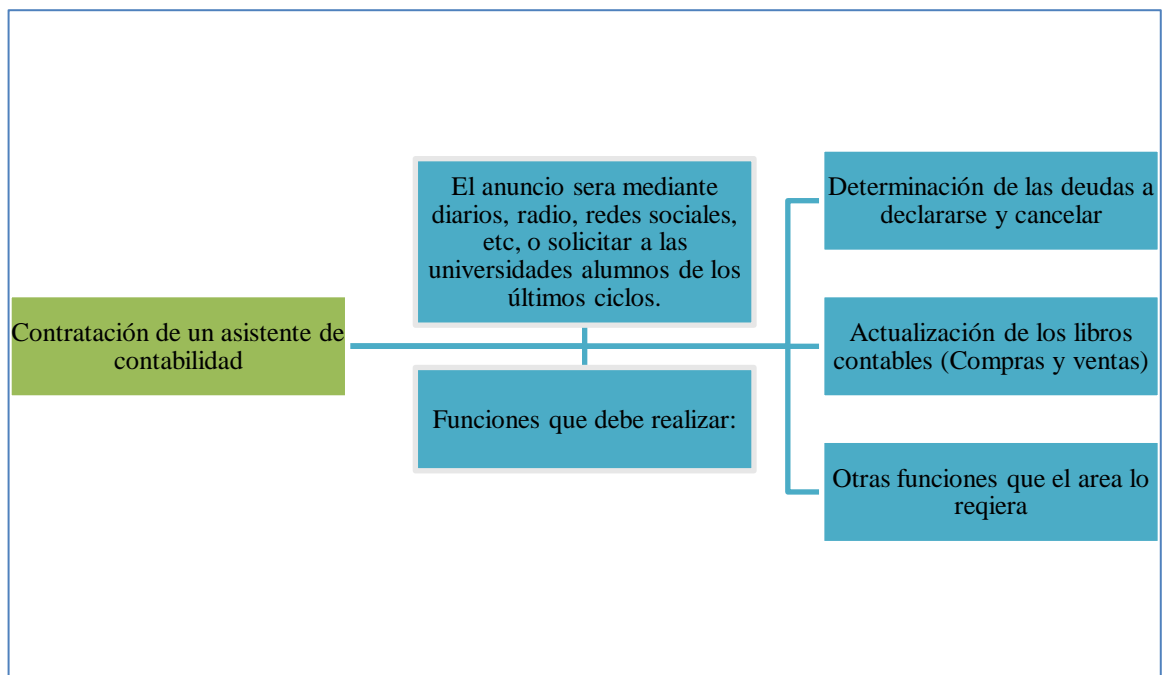 Contratación de un asistente de
contabilidad
El anuncio sera mediante
diarios, radio, redes sociales,
etc, o solicitar a las
universidades alumnos de los
últimos ciclos.
Funciones que debe realizar:
Determinación de las deudas a
declararse y cancelar
Actualización de los libros
contables (Compras y ventas)
Otras funciones que el area lo
reqiera